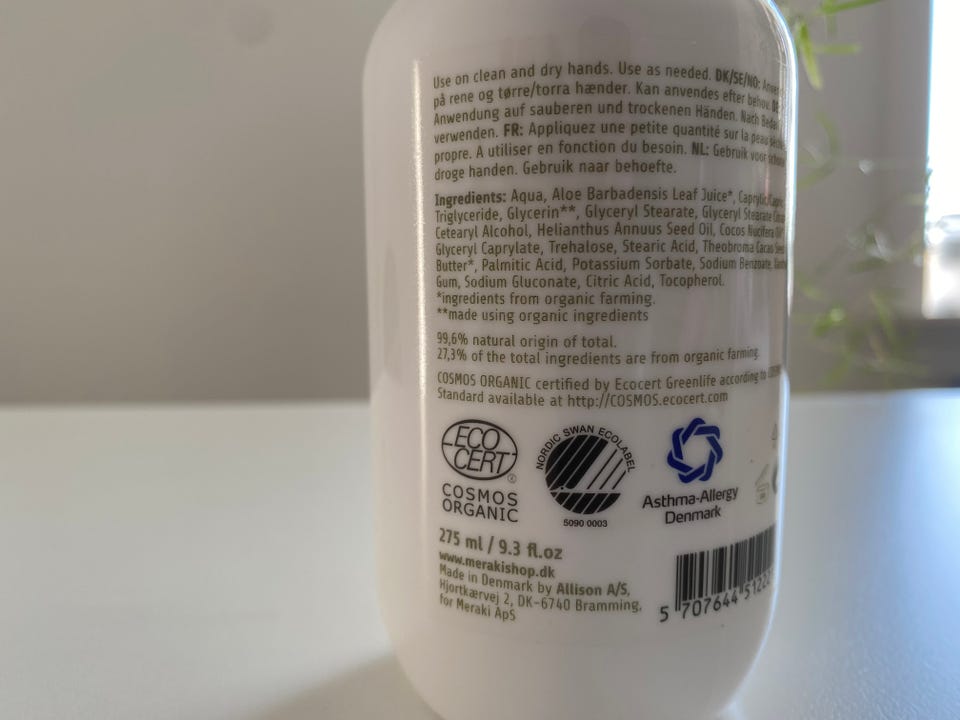 Use on clean and dry hands. Use as needed. DK/SE/NO:
på rene og tørre/torra hænder. Kan anvendes efter behov.
Anwendung auf sauberen und trockenen Händen. Nach
verwenden. FR: Appliquez une petite quantité sur la peau
propre. A utiliser en fonction du besoin. NL: Gebruik voor
droge handen. Gebruik naar behoefte.
Ingredients: Aqua, Aloe Barbadensis Leaf Juice*,
Triglyceride, Glycerin**, Glyceryl Stearate, Glyceryl Stearate
Cetearyl Alcohol, Helianthus Annuus Seed Oil, Cocos Nucifera Oil
Glyceryl Caprylate, Trehalose, Stearic Acid, Theobroma Cacao Seed
Butter*, Palmitic Acid, Potassium Sorbate, Sodium Benzoate,
Gum, Sodium Gluconate, Citric Acid, Tocopherol.
*ingredients from organic farming.
**made using organic ingredients
99,6% natural origin of total.
27,3% of the total ingredients are from organic farming.
COSMOS ORGANIC certified by Ecocert Greenlife according to
Standard available at http://COSMOS.ecocert.com
ECO
CERT
®
COSMOS
ORGANIC
NORDIC SWAN ECOLABEL
5090 0003
Asthma-Allergy
Denmark
275 ml / 9.3 fl.oz
www.merakishop.dk
Made in Denmark by Allison A/S,
Hjortkærvej 2, DK-6740 Bramming,
for Meraki ApS
5 707644 5122